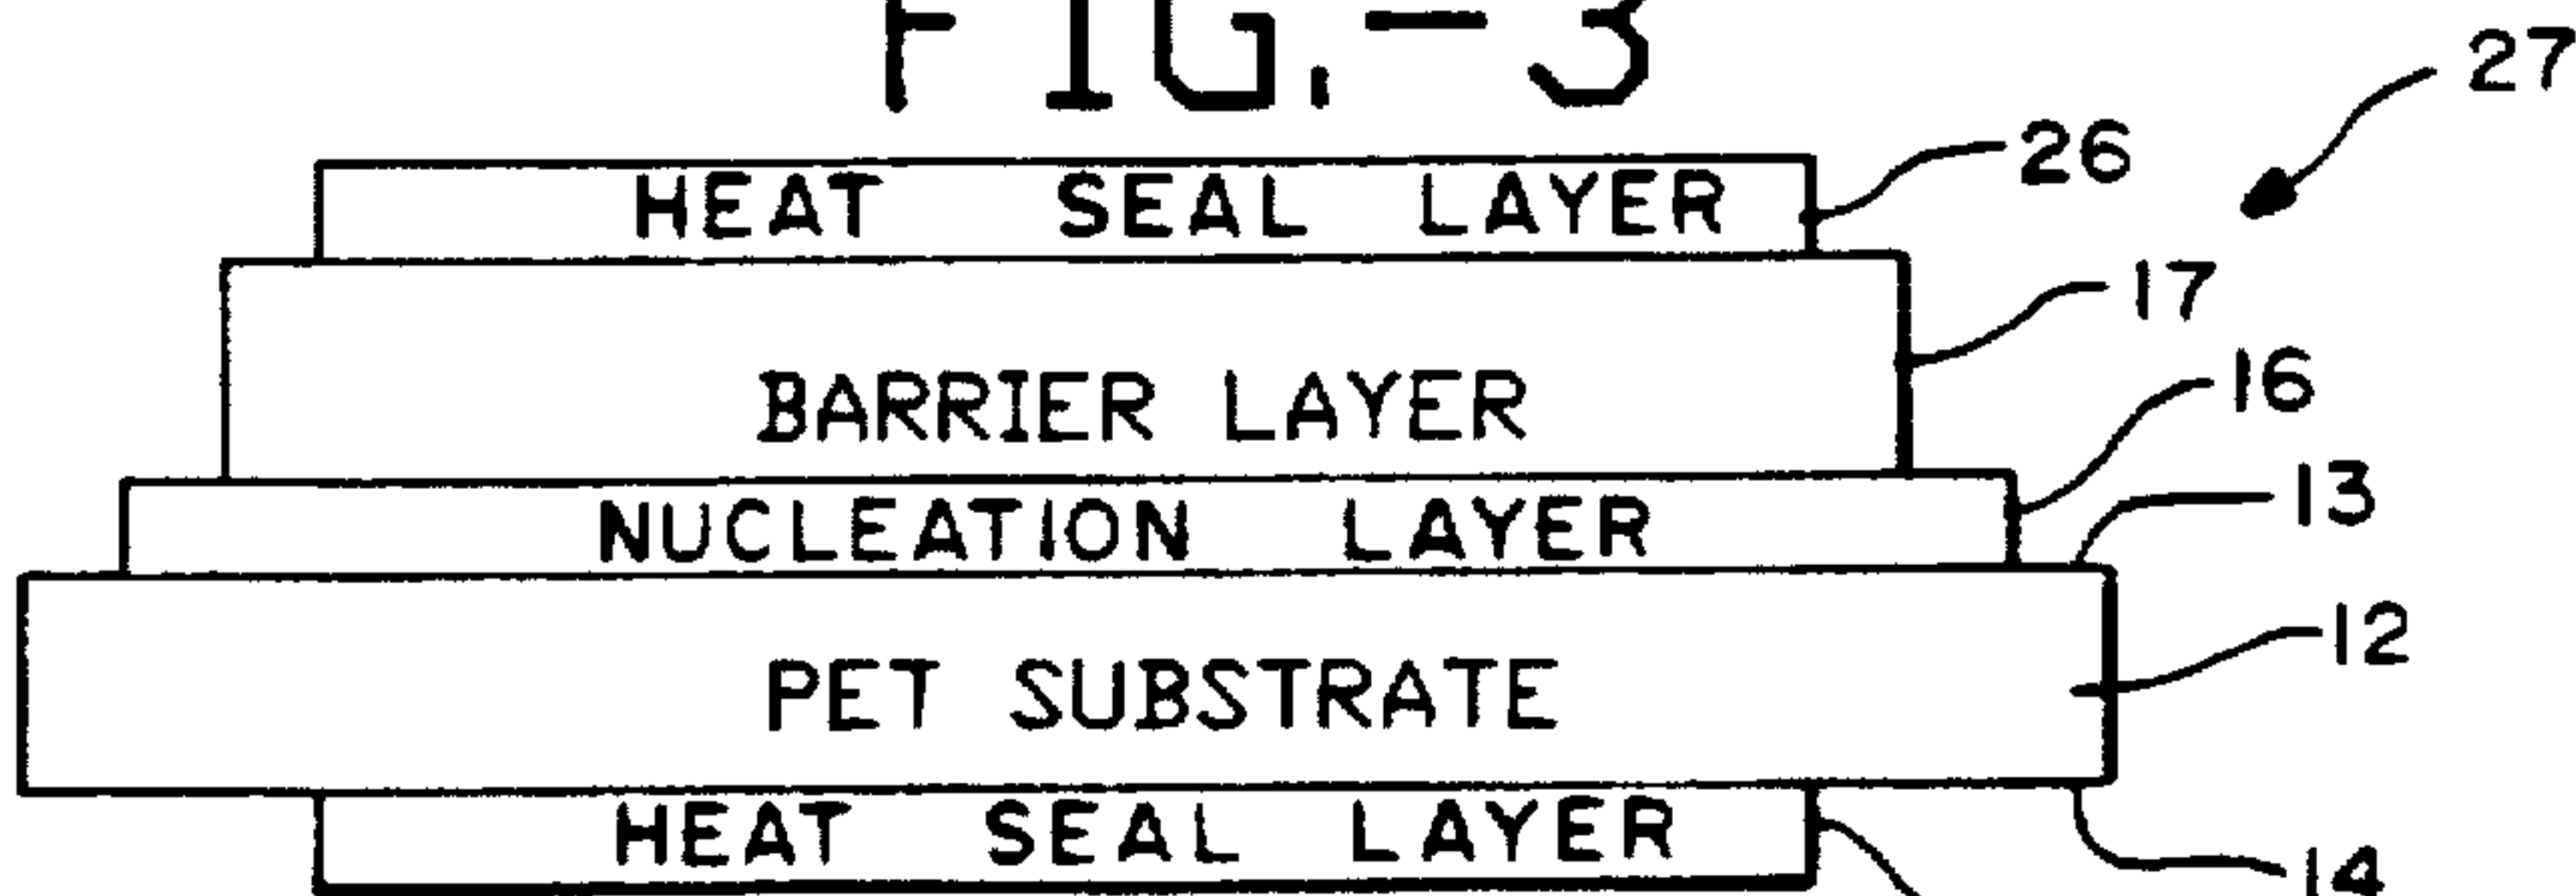 FIG.-3
27
HEAT SEAL LAYER
26
BARRIER LAYER
17
16
NUCLEATION LAYER
13
PET SUBSTRATE
12
HEAT SEAL LAYER
14